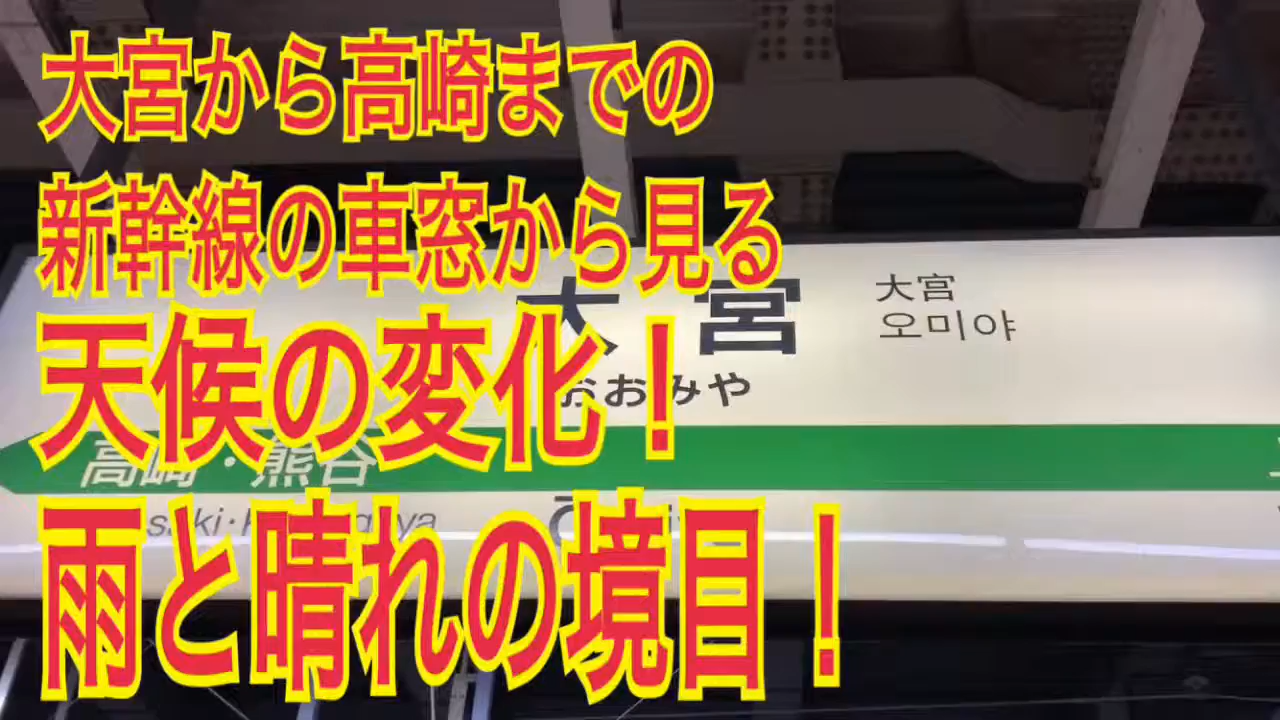 大宮から高崎までの
新幹線の車窓から見る
天候の変化！
雨と晴れの境目！
大宮
おおみや
大宮
오미야
高崎・熊谷